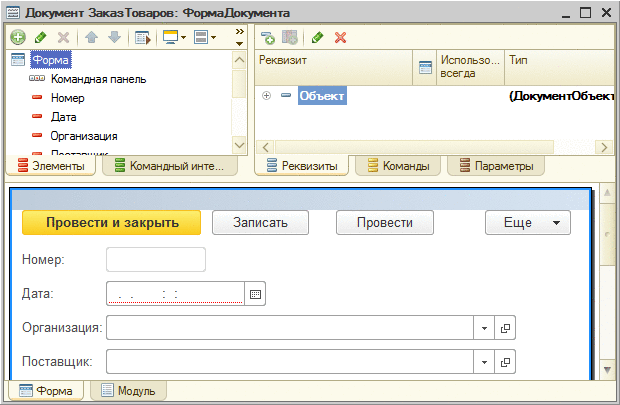 Документ ЗаказТоваров: ФормаДокумента
Форма
Командная панель
Номер
Дата
Организация
Поставщик
Элементы
Командный инте...
Реквизит
Использо... всегда
Тип
Объект
(ДокументОбъект
Реквизиты
Команды
Параметры
Провести и закрыть
Записать
Провести
Еще
Номер:
Дата:
. . : :
Организация:
Поставщик:
Форма
Модуль